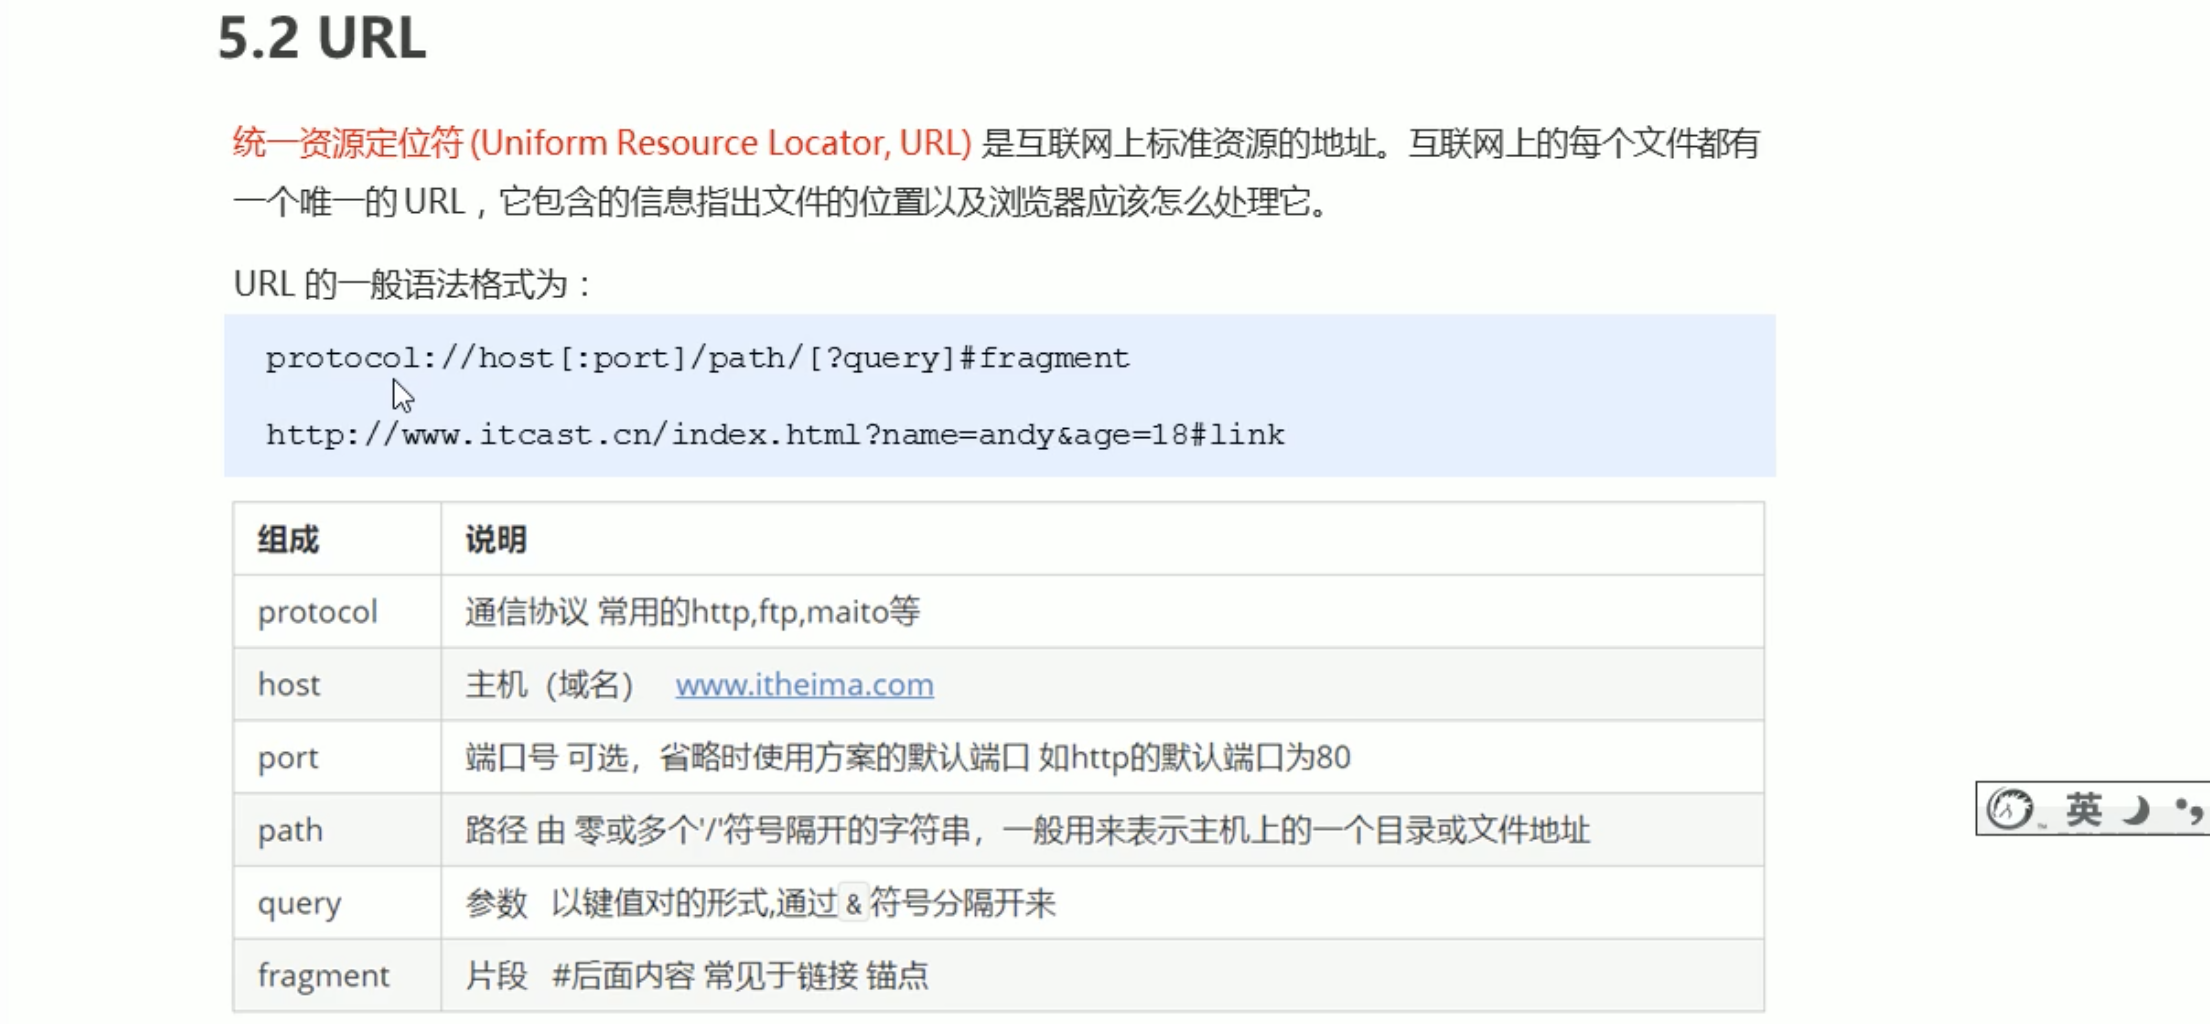 5.2 URL
统一资源定位符 (Uniform Resource Locator, URL) 是互联网上标准资源的地址。互联网上的每个文件都有
一个唯一的 URL，它包含的信息指出文件的位置以及浏览器应该怎么处理它。
URL 的一般语法格式为：
protocol://host[:port]/path/[?query]#fragment
http://www.itcast.cn/index.html?name=andy&age=18#link
组成 说明
protocol 通信协议 常用的http,ftp,maito等
host 主机（域名） www.itheima.com
port 端口号 可选，省略时使用方案的默认端口 如http的默认端口为80
path 路径 由 零或多个'/'符号隔开的字符串，一般用来表示主机上的一个目录或文件地址
英
query 参数 以键值对的形式,通过&符号分隔开来
fragment 片段 #后面内容 常见于链接 锚点